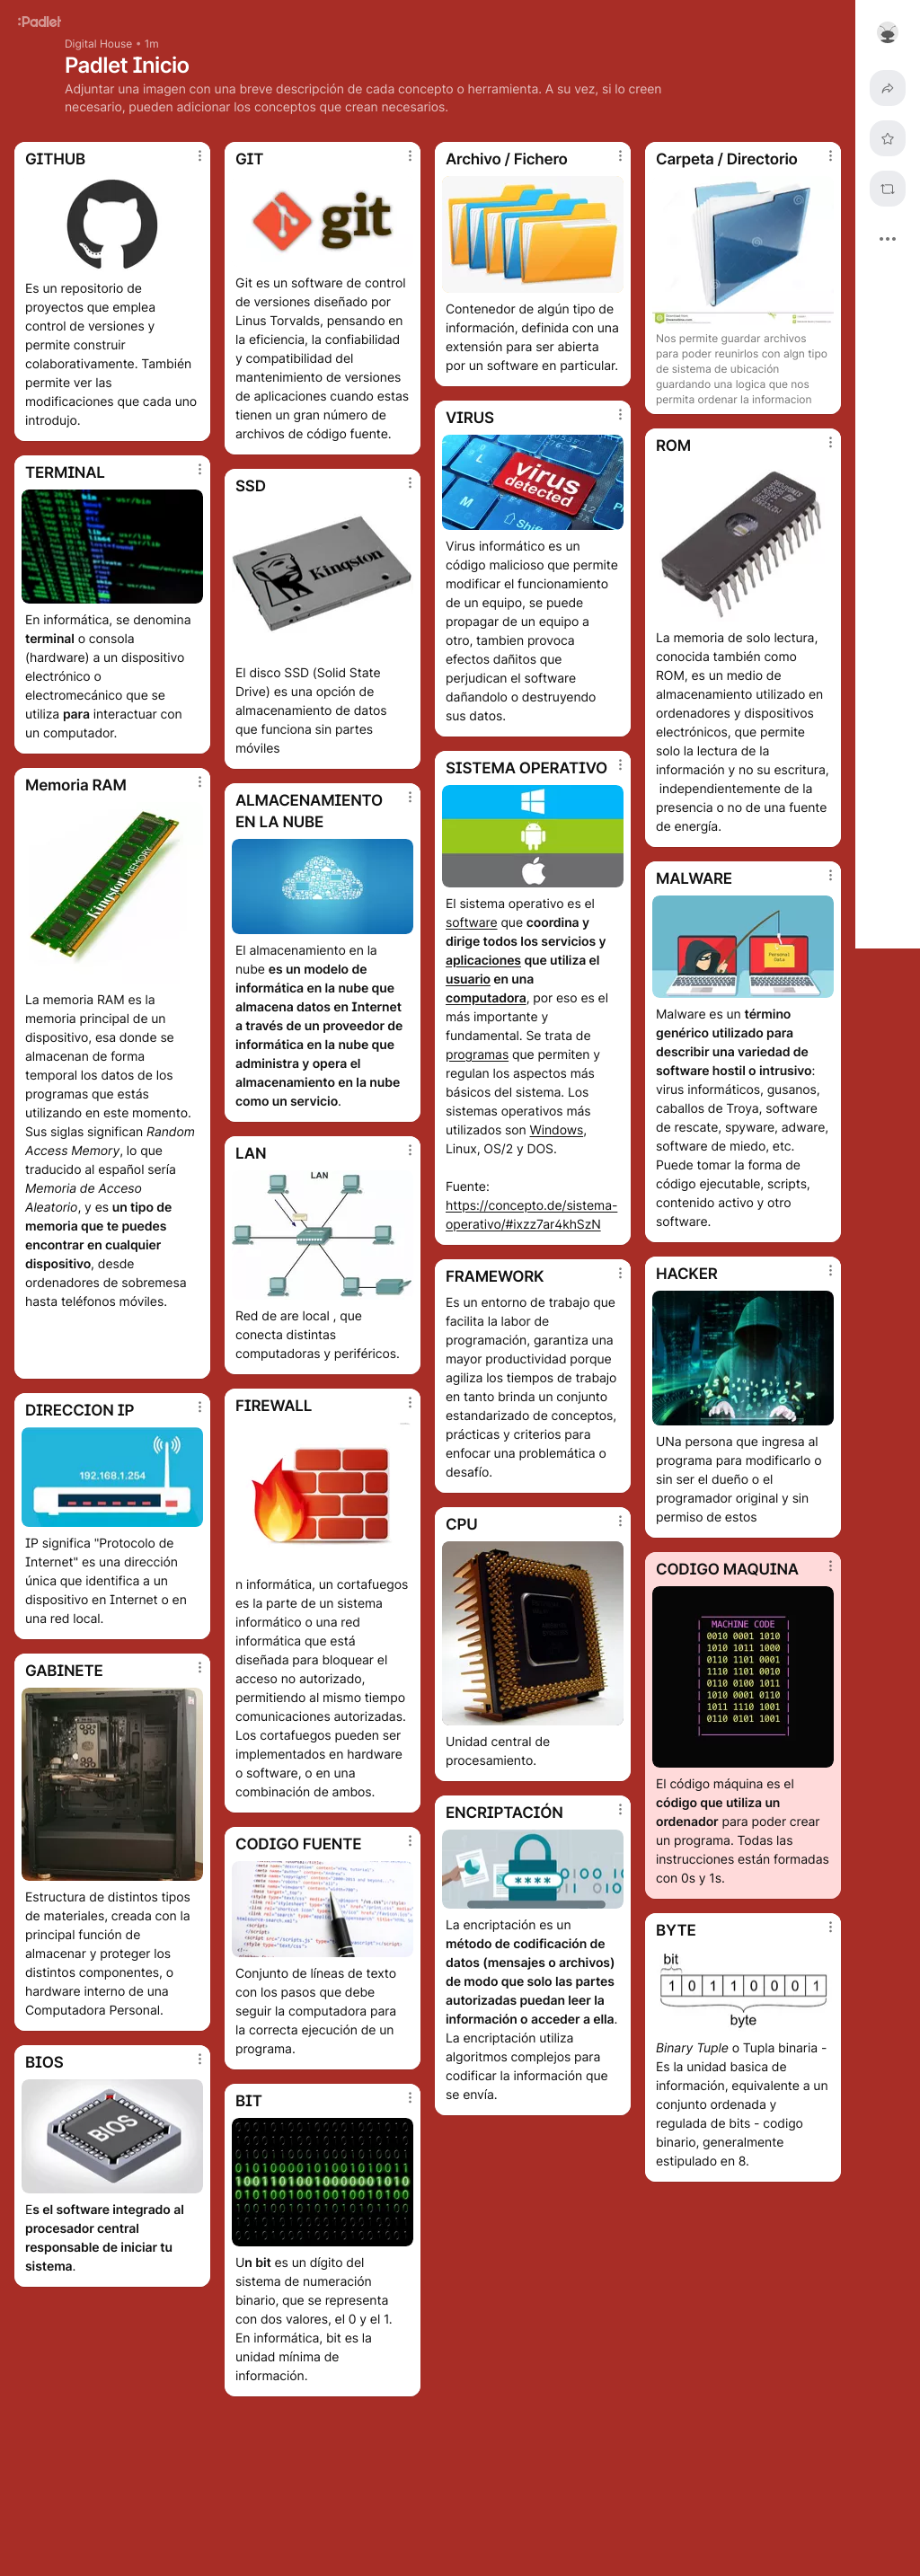 :Padlet
Digital House • 1m
Padlet Inicio
Adjuntar una imagen con una breve descripción de cada concepto o herramienta. A su vez, si lo creen
necesario, pueden adicionar los conceptos que crean necesarios.
GITHUB
Es un repositorio de
proyectos que emplea
control de versiones y
permite construir
colaborativamente. También
permite ver las
modificaciones que cada uno
introdujo.
TERMINAL
En informática, se denomina
terminal o consola
(hardware) a un dispositivo
electrónico o
electromecánico que se
utiliza para interactuar con
un computador.
Memoria RAM
Kingston MEMORY
La memoria RAM es la
memoria principal de un
dispositivo, esa donde se
almacenan de forma
temporal los datos de los
programas que estás
utilizando en este momento.
Sus siglas significan Random
Access Memory, lo que
traducido al español sería
Memoria de Acceso
Aleatorio, y es un tipo de
memoria que te puedes
encontrar en cualquier
dispositivo, desde
ordenadores de sobremesa
hasta teléfonos móviles.
DIRECCION IP
192.168.1.254
IP significa "Protocolo de
Internet" es una dirección
única que identifica a un
dispositivo en Internet o en
una red local.
GABINETE
Estructura de distintos tipos
de materiales, creada con la
principal función de
almacenar y proteger los
distintos componentes, o
hardware interno de una
Computadora Personal.
BIOS
BIOS
Es el software integrado al
procesador central
responsable de iniciar tu
sistema.
GIT
git
Git es un software de control
de versiones diseñado por
Linus Torvalds, pensando en
la eficiencia, la confiabilidad
y compatibilidad del
mantenimiento de versiones
de aplicaciones cuando estas
tienen un gran número de
archivos de código fuente.
SSD
Kingston
El disco SSD (Solid State
Drive) es una opción de
almacenamiento de datos
que funciona sin partes
móviles
ALMACENAMIENTO
EN LA NUBE
El almacenamiento en la
nube es un modelo de
informática en la nube que
almacena datos en Internet
a través de un proveedor de
informática en la nube que
administra y opera el
almacenamiento en la nube
como un servicio.
LAN
LAN
Red de are local , que
conecta distintas
computadoras y periféricos.
FIREWALL
n informática, un cortafuegos
es la parte de un sistema
informático o una red
informática que está
diseñada para bloquear el
acceso no autorizado,
permitiendo al mismo tiempo
comunicaciones autorizadas.
Los cortafuegos pueden ser
implementados en hardware
o software, o en una
combinación de ambos.
CODIGO FUENTE
Conjunto de líneas de texto
con los pasos que debe
seguir la computadora para
la correcta ejecución de un
programa.
BIT
Un bit es un dígito del
sistema de numeración
binario, que se representa
con dos valores, el 0 y el 1.
En informática, bit es la
unidad mínima de
información.
Archivo / Fichero
Contenedor de algún tipo de
información, definida con una
extensión para ser abierta
por un software en particular.
VIRUS
virus
detected
Virus informático es un
código malicioso que permite
modificar el funcionamiento
de un equipo, se puede
propagar de un equipo a
otro, tambien provoca
efectos dañitos que
perjudican el software
dañandolo o destruyendo
sus datos.
SISTEMA OPERATIVO
El sistema operativo es el
software que coordina y
dirige todos los servicios y
aplicaciones que utiliza el
usuario en una
computadora, por eso es el
más importante y
fundamental. Se trata de
programas que permiten y
regulan los aspectos más
básicos del sistema. Los
sistemas operativos más
utilizados son Windows,
Linux, OS/2 y DOS.
Fuente:
https://concepto.de/sistema-
operativo/#ixzz7ar4khSzN
FRAMEWORK
Es un entorno de trabajo que
facilita la labor de
programación, garantiza una
mayor productividad porque
agiliza los tiempos de trabajo
en tanto brinda un conjunto
estandarizado de conceptos,
prácticas y criterios para
enfocar una problemática o
desafío.
CPU
Unidad central de
procesamiento.
ENCRIPTACIÓN
La encriptación es un
método de codificación de
datos (mensajes o archivos)
de modo que solo las partes
autorizadas puedan leer la
información o acceder a ella.
La encriptación utiliza
algoritmos complejos para
codificar la información que
se envía.
Carpeta / Directorio
Nos permite guardar archivos
para poder reunirlos con algn tipo
de sistema de ubicación
guardando una logica que nos
permita ordenar la informacion
ROM
La memoria de solo lectura,
conocida también como
ROM, es un medio de
almacenamiento utilizado en
ordenadores y dispositivos
electrónicos, que permite
solo la lectura de la
información y no su escritura,
independientemente de la
presencia o no de una fuente
de energía.
MALWARE
Personal
Data
Malware es un término
genérico utilizado para
describir una variedad de
software hostil o intrusivo:
virus informáticos, gusanos,
caballos de Troya, software
de rescate, spyware, adware,
software de miedo, etc.
Puede tomar la forma de
código ejecutable, scripts,
contenido activo y otro
software.
HACKER
UNa persona que ingresa al
programa para modificarlo o
sin ser el dueño o el
programador original y sin
permiso de estos
CODIGO MAQUINA
MACHINE CODE
0010 0001 1010
1010 1011 1000
0110 1101 0001
1110 1101 0010
0110 0100 1011
1010 0001 0110
1011 1110 1001
0110 0101 1001
El código máquina es el
código que utiliza un
ordenador para poder crear
un programa. Todas las
instrucciones están formadas
con 0s y 1s.
BYTE
bit
1 0 1 1 0 0 0 1
byte
Binary Tuple o Tupla binaria -
Es la unidad basica de
información, equivalente a un
conjunto ordenada y
regulada de bits - codigo
binario, generalmente
estipulado en 8.